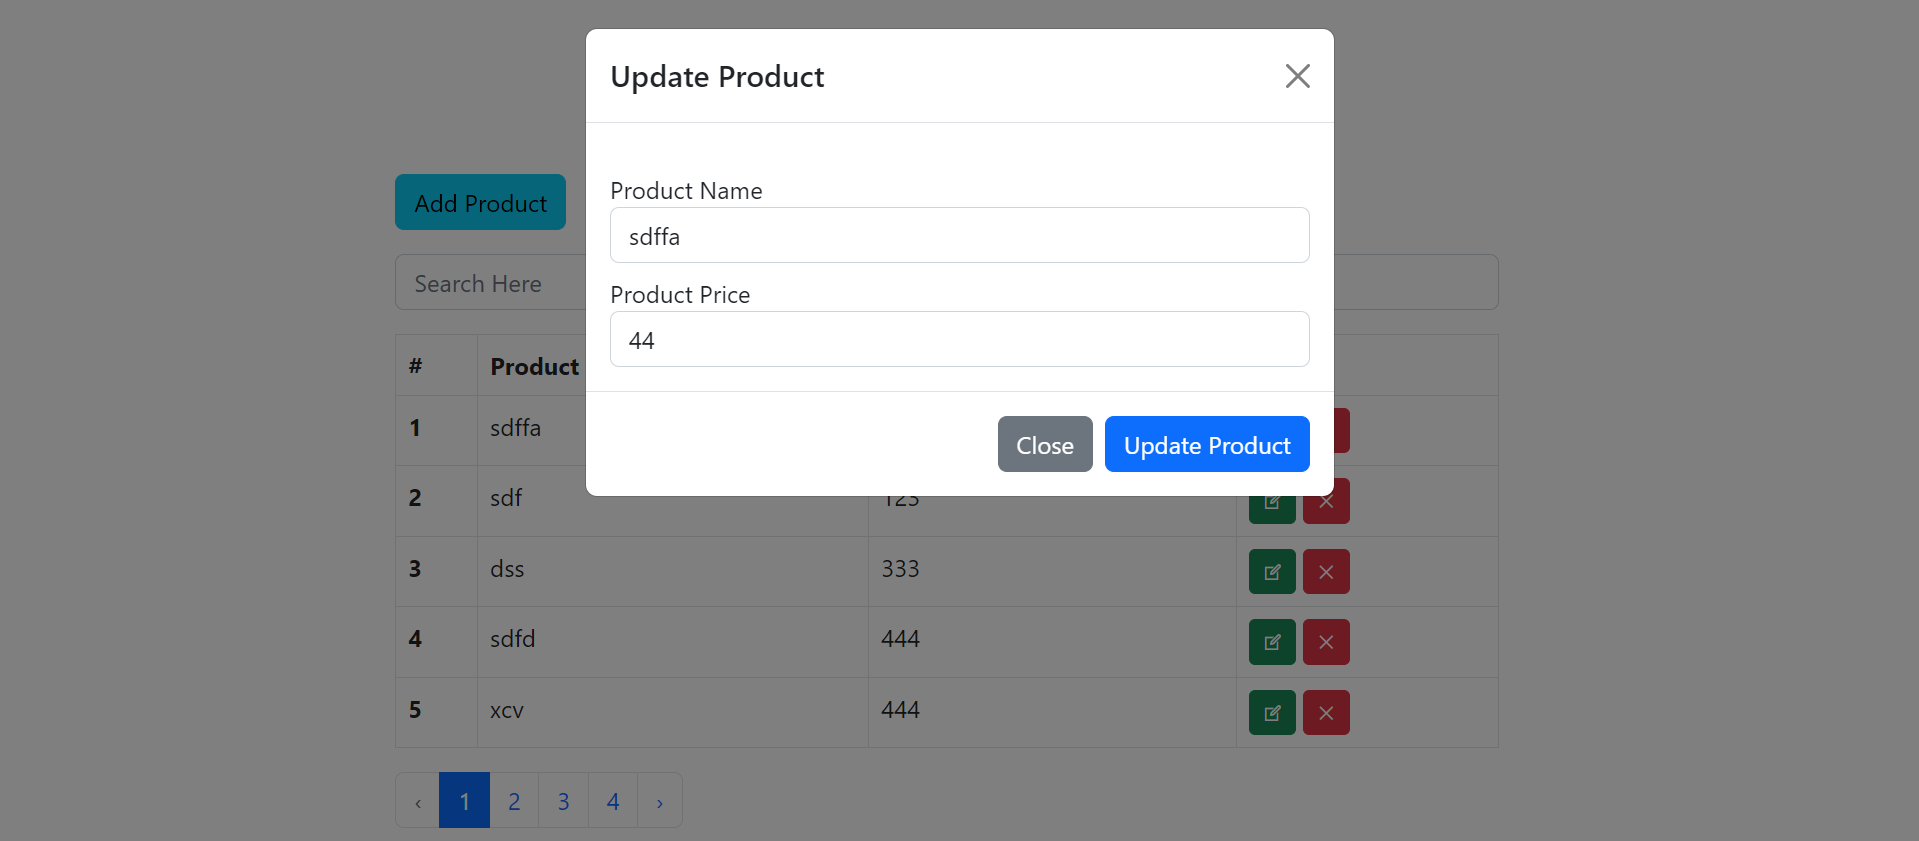 Update Product
Product Name
sdffa
Product Price
44
Close Update Product
Add Product
Search Here
# Product
1 sdffa
2 sdf 123
3 dss 333
4 sdfd 444
5 xcv 444
‹ 1 2 3 4 ›